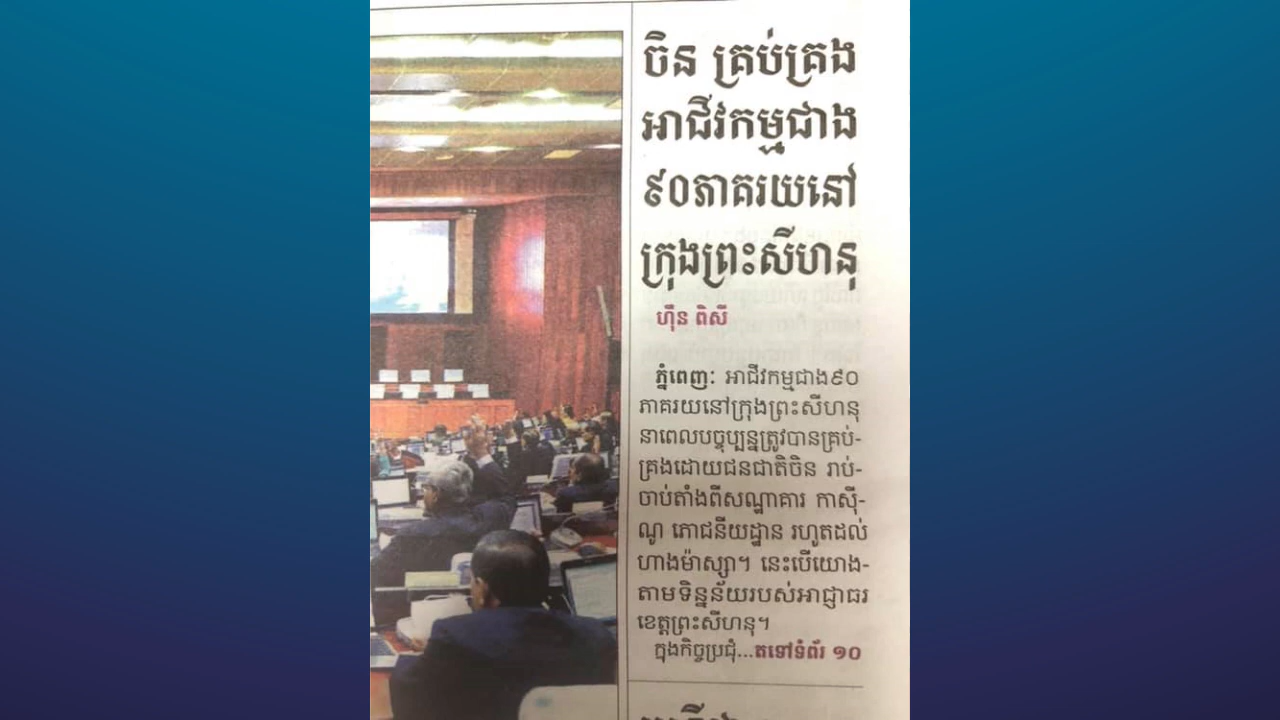 ចិន គ្រប់គ្រង
អាជីវកម្មជាង
៩០ភាគរយនៅ
ក្រុងព្រះសីហនុ
ហ៊ឹន ពិសី
ភ្នំពេញៈ អាជីវកម្មជាង៩០
ភាគរយនៅក្រុងព្រះសីហនុ
នាពេលបច្ចុប្បន្នត្រូវបានគ្រប់-
គ្រងដោយជនជាតិចិន រាប់-
ចាប់តាំងពីសណ្ឋាគារ កាស៊ី-
ណូ ភោជនីយដ្ឋាន រហូតដល់
ហាងម៉ាស្សា។ នេះបើយោង-
តាមទិន្នន័យរបស់អាជ្ញាធរ
ខេត្តព្រះសីហនុ។
ក្នុងកិច្ចប្រជុំ...តទៅទំព័រ ១០